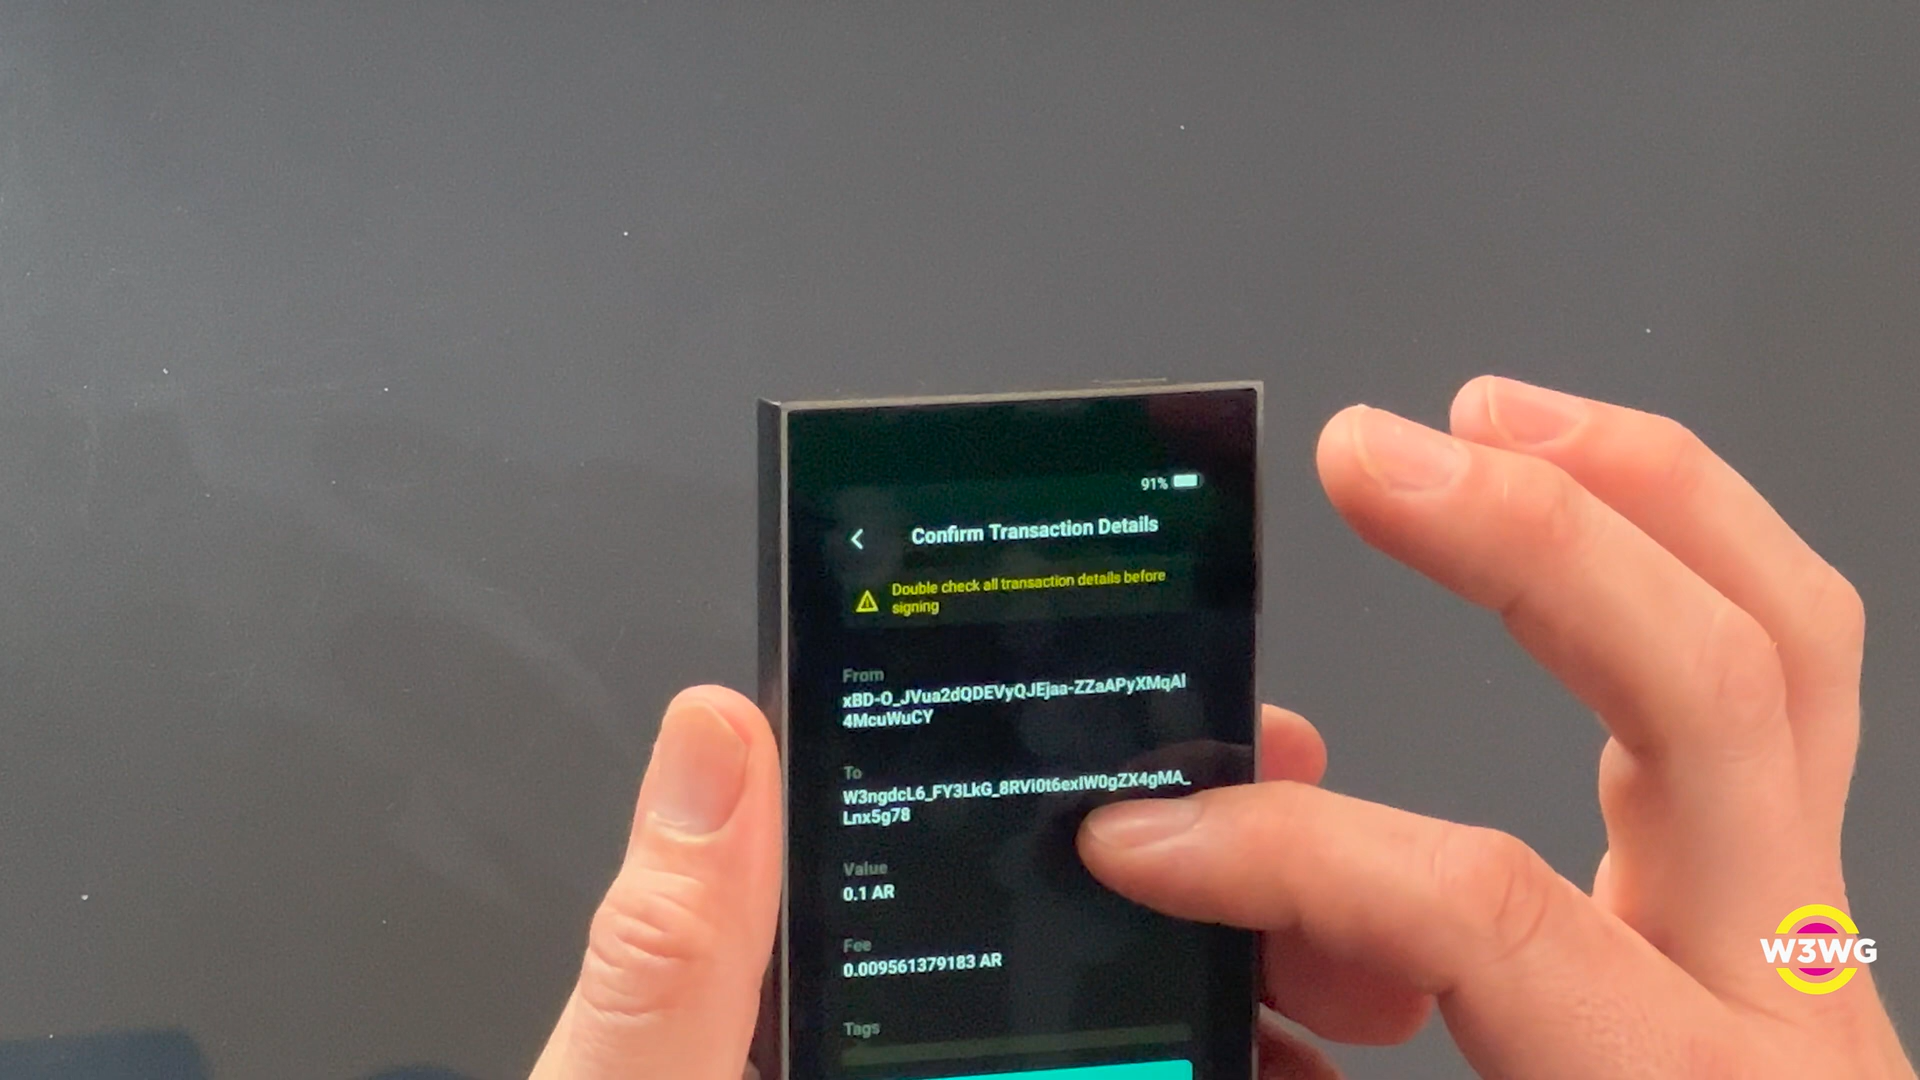 91%
Confirm Transaction Details
Double check all transaction details before
signing
From
xBD-O_JVua2dQDEVyQJEjaa-ZZaAPyXMqAI
4McuWuCY
To
W3ngdcL6_FY3LkG_8RVi0t6exIW0gZX4gMA_
Lnx5g78
Value
0.1 AR
Fee
0.009561379183 AR
Tags
W3WG